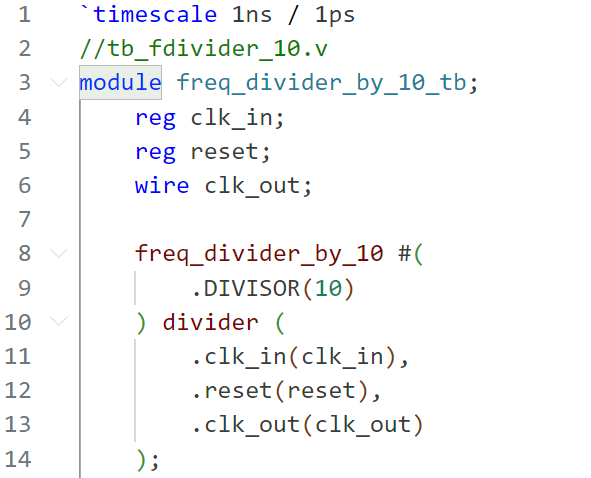 1 `timescale 1ns / 1ps
2 //tb_fdivider_10.v
3 module freq_divider_by_10_tb;
4 reg clk_in;
5 reg reset;
6 wire clk_out;
7
8 freq_divider_by_10 #(
9 .DIVISOR(10)
10 ) divider (
11 .clk_in(clk_in),
12 .reset(reset),
13 .clk_out(clk_out)
14 );